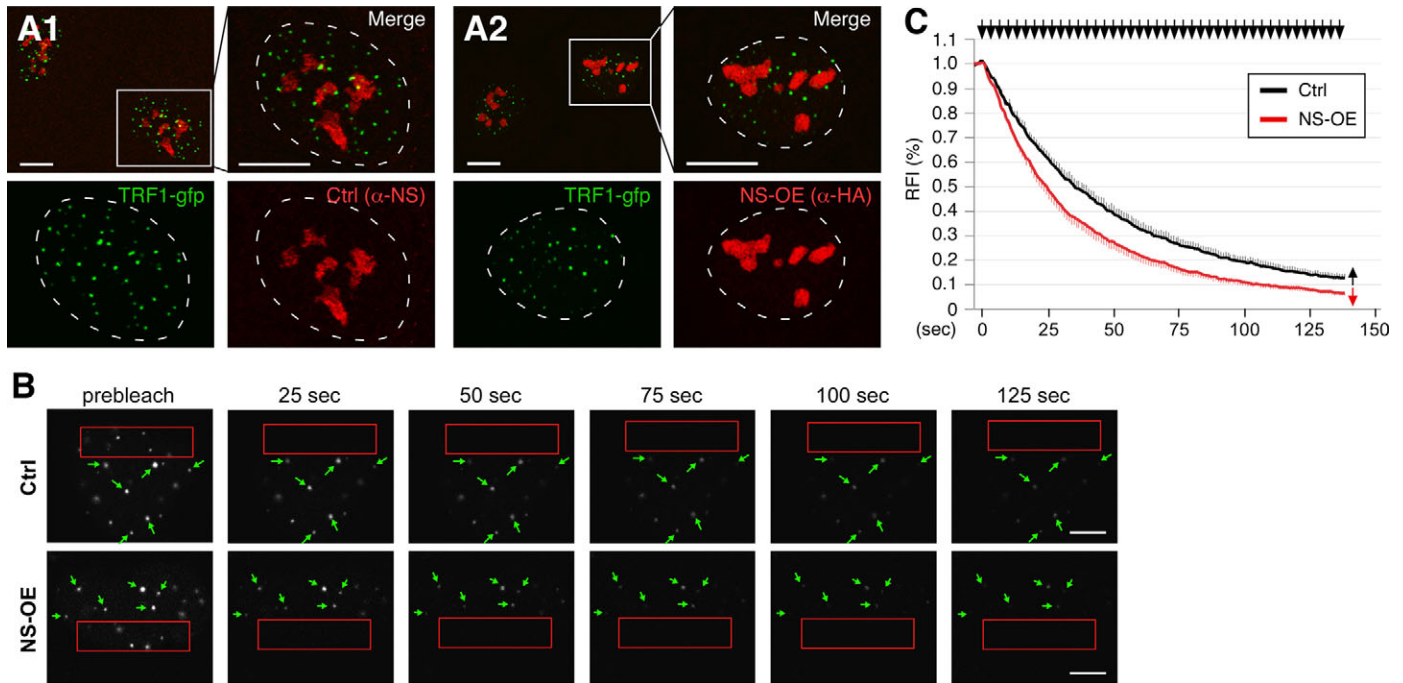 A1
Merge
TRF1-gfp
Ctrl (α-NS)
A2
Merge
TRF1-gfp
NS-OE (α-HA)
C
1.1
1.0
0.9
0.8
0.7
0.6
0.5
0.4
0.3
0.2
0.1
0
RFI (%)
Ctrl
NS-OE
(sec)
0 25 50 75 100 125 150
B
prebleach 25 sec 50 sec 75 sec 100 sec 125 sec
Ctrl
NS-OE